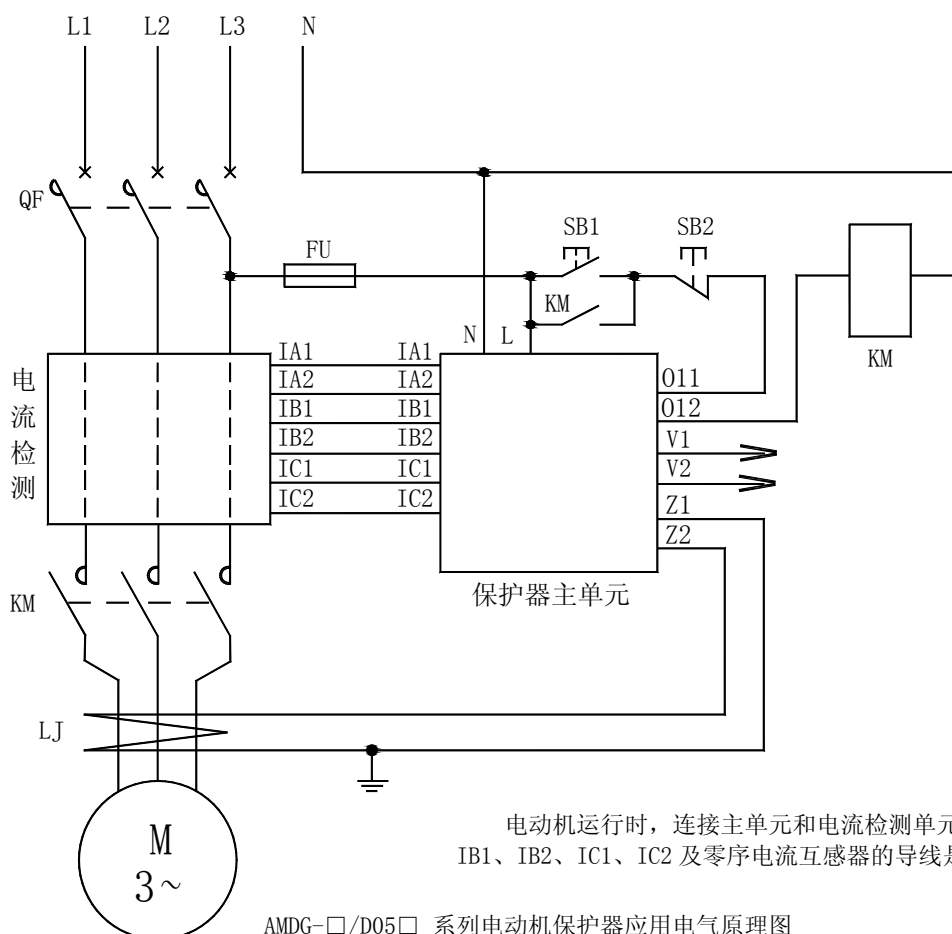 L1 L2 L3 N
QF
FU
SB1 SB2
KM
KM
N L
电流检测
IA1 IA1
IA2 IA2
IB1 IB1
IB2 IB2
IC1 IC1
IC2 IC2
O11
O12
V1
V2
Z1
Z2
保护器主单元
KM
LJ
M
3~
电动机运行时，连接主单元和电流检测单元
IB1、IB2、IC1、IC2 及零序电流互感器的导线是
AMDG-□/D05□ 系列电动机保护器应用电气原理图